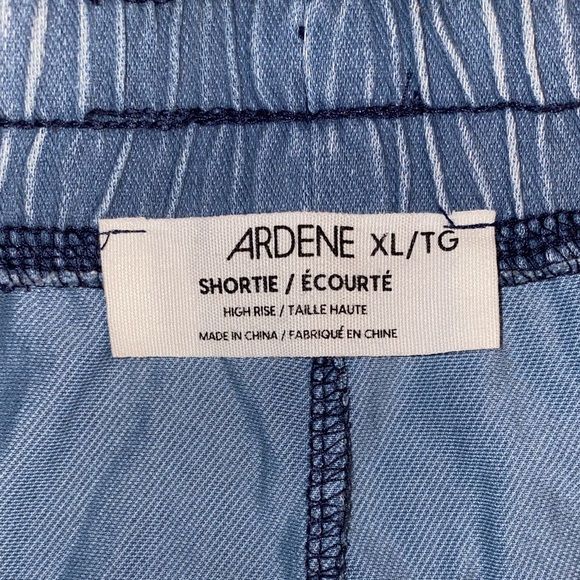 ARDENE XL/TG
SHORTIE / ÉCOURTÉ
HIGH RISE / TAILLE HAUTE
MADE IN CHINA / FABRIQUÉ EN CHINE